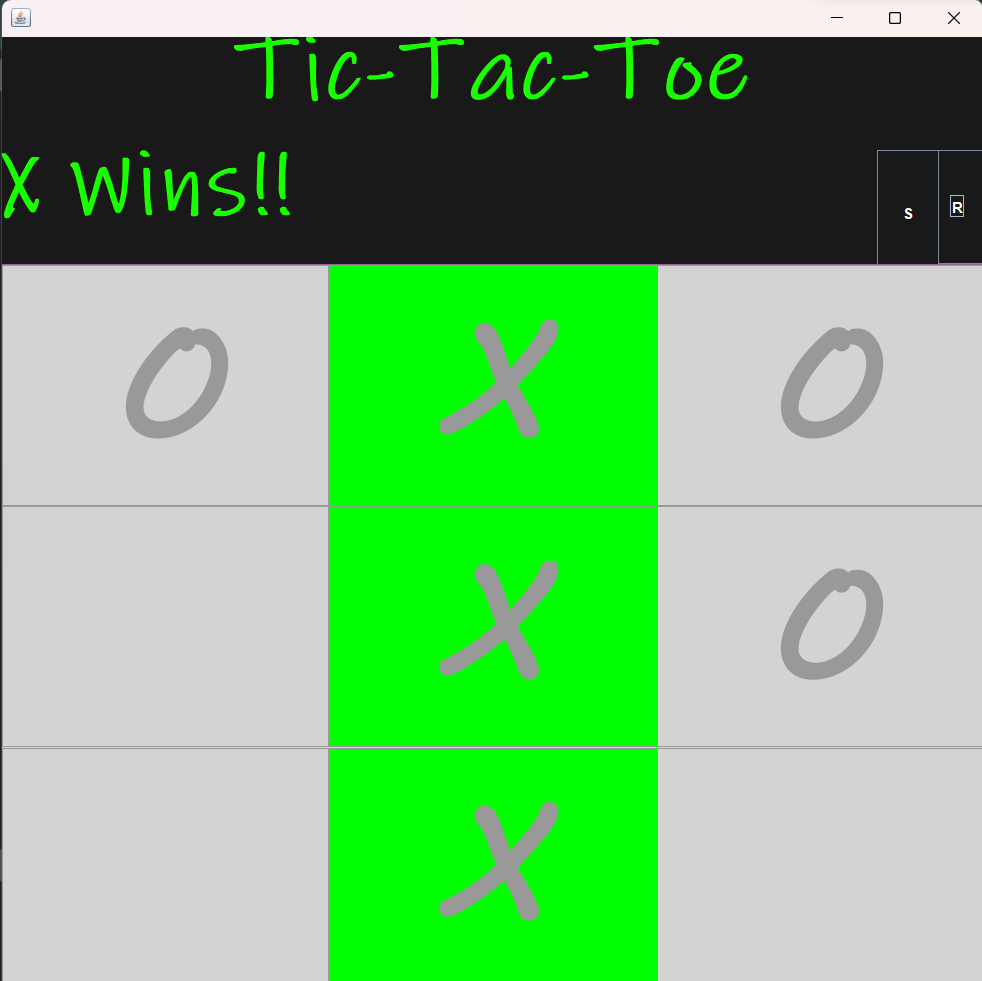 Tic-Tac-Toe
X Wins!!
S R
O X O
X O
X